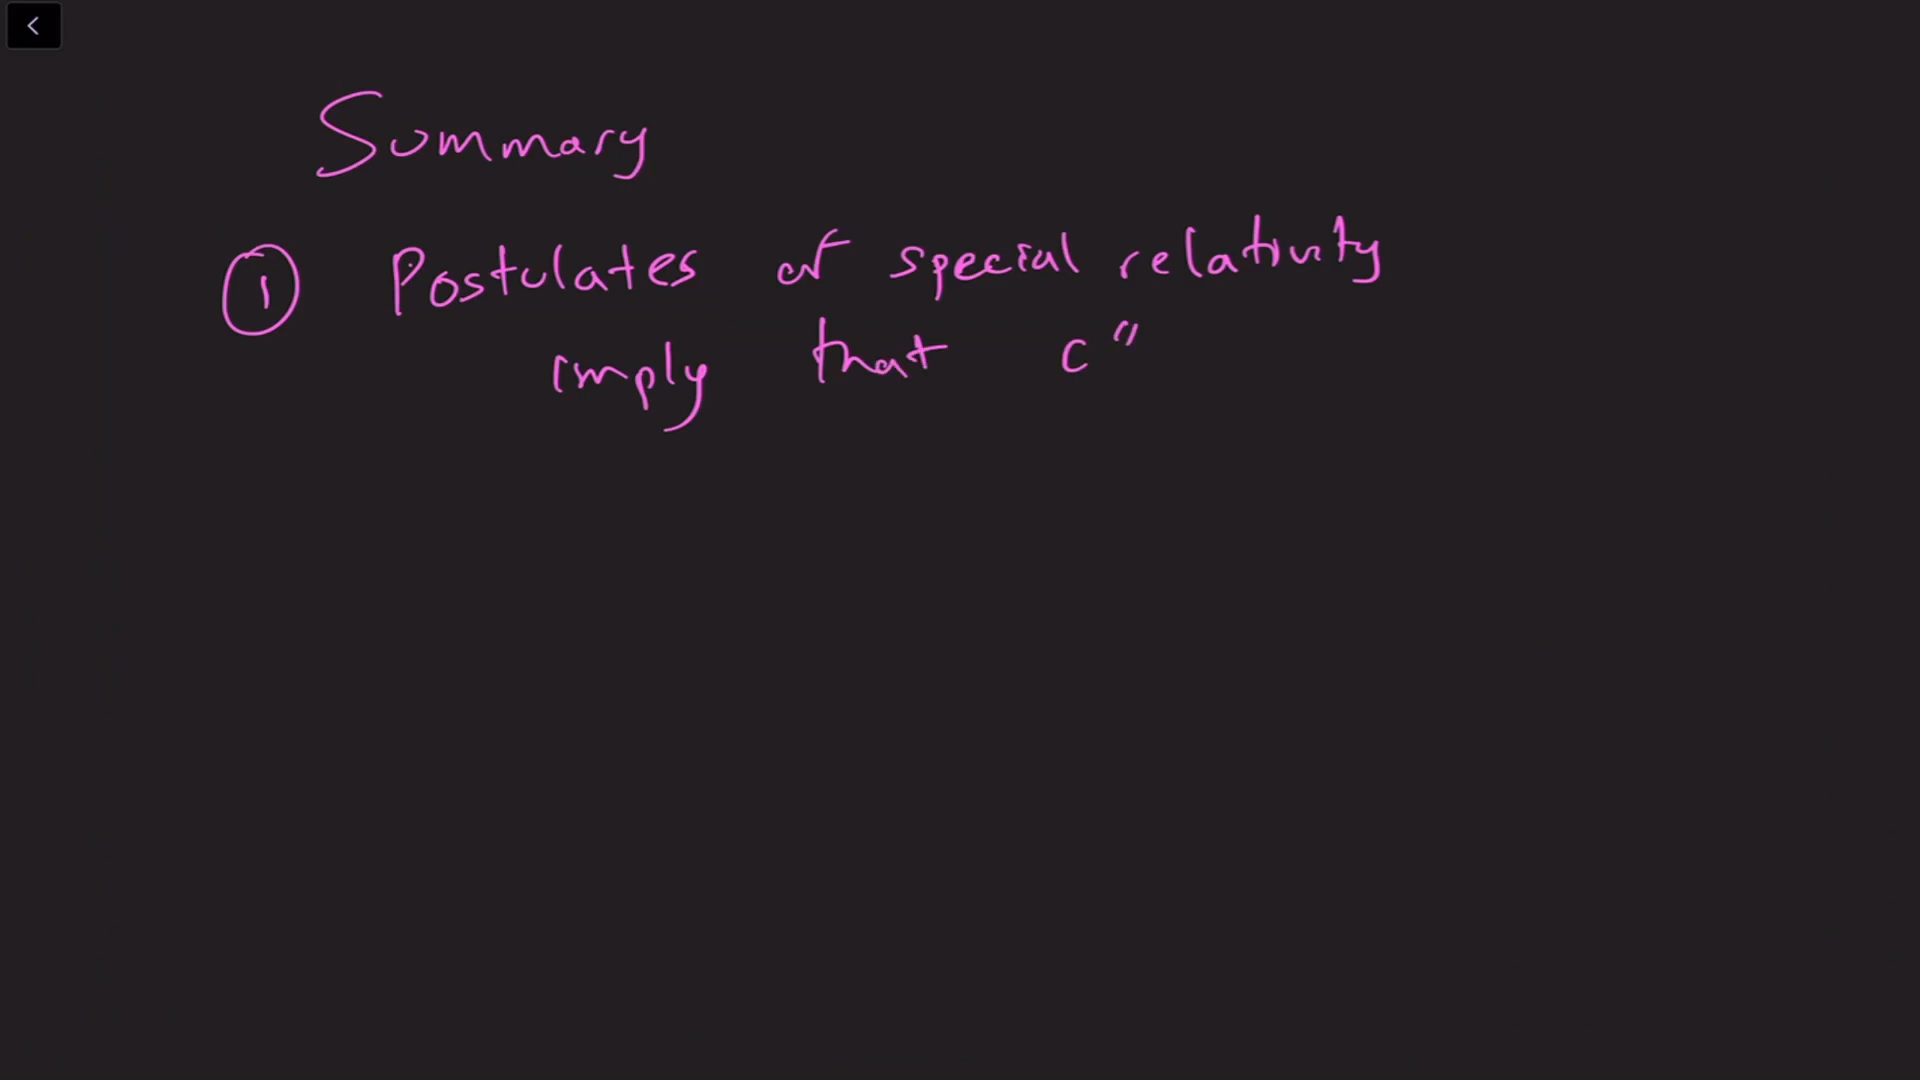 Summary
① Postulates of special relativity
imply that c"